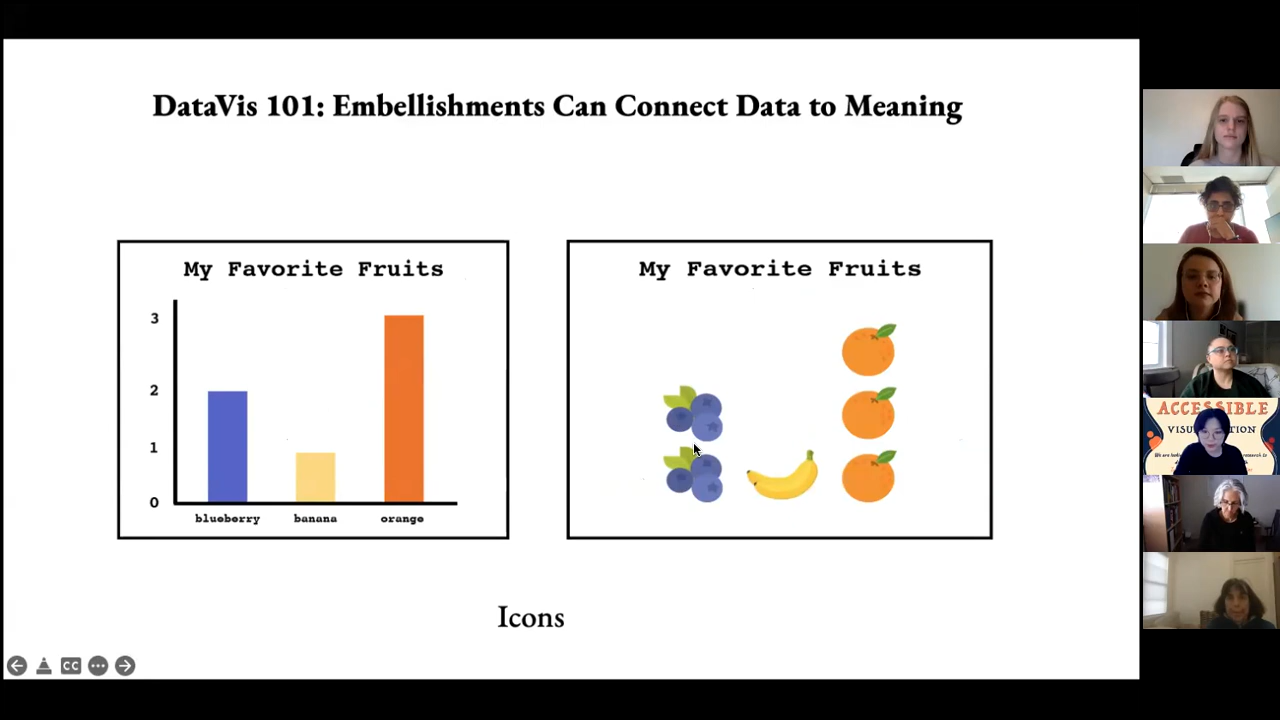 DataVis 101: Embellishments Can Connect Data to Meaning
My Favorite Fruits
3
2
1
0
blueberry banana orange
My Favorite Fruits
Icons
CC
ACCESSIBLE